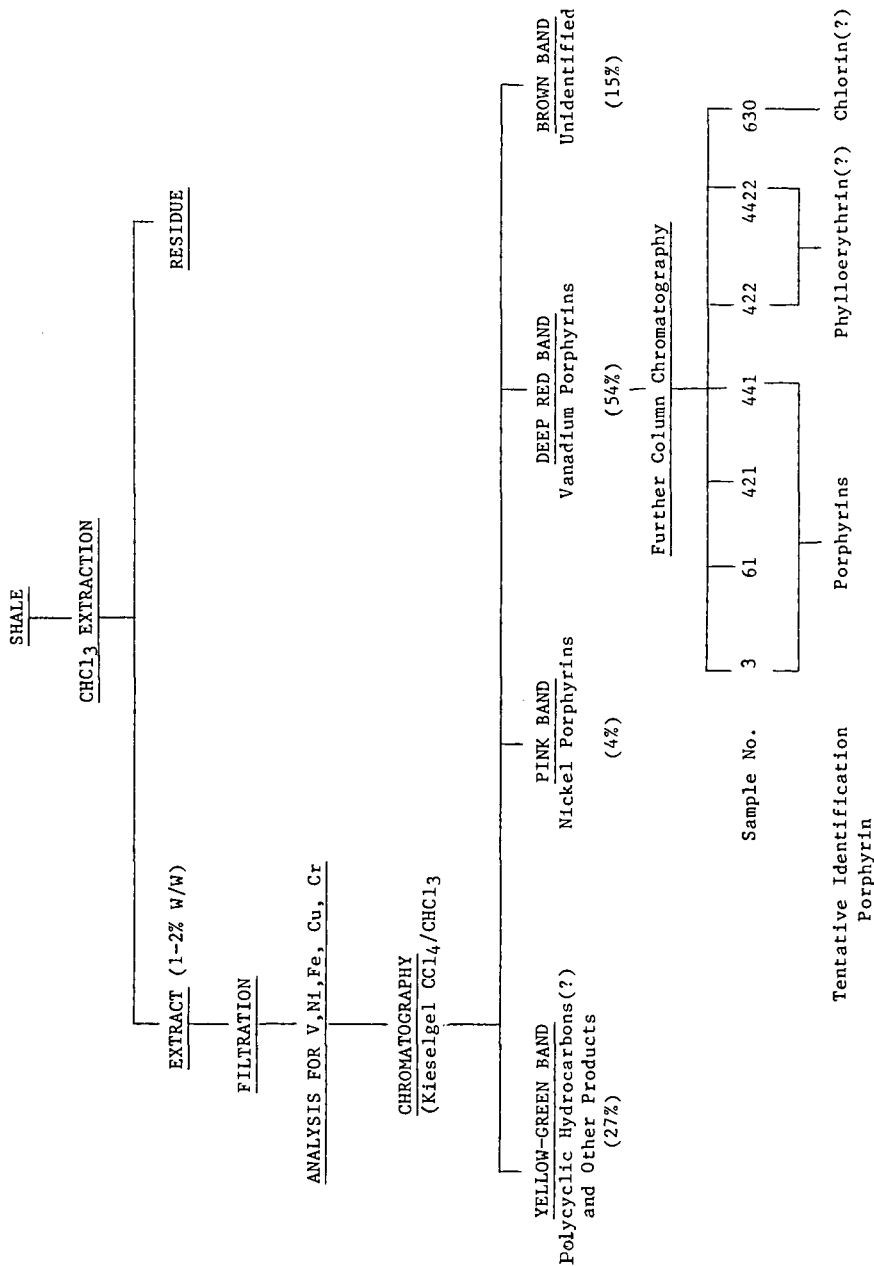 SHALE
CHCl3 EXTRACTION
EXTRACT (1-2% W/W)
RESIDUE
FILTRATION
ANALYSIS FOR V,Ni,Fe, Cu, Cr
CHROMATOGRAPHY
(Kieselgel CCl4/CHCl3
YELLOW-GREEN BAND
Polycyclic Hydrocarbons(?)
and Other Products
(27%)
PINK BAND
Nickel Porphyrins
(4%)
DEEP RED BAND
Vanadium Porphyrins
(54%)
BROWN BAND
Unidentified
(15%)
Further Column Chromatography
Sample No. 3 61 421 441 422 4422 630
Tentative Identification
Porphyrin
Porphyrins Phylloerythrin(?) Chlorin(?)